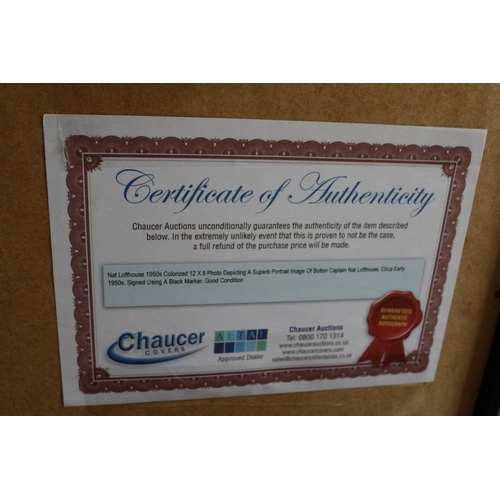 Certificate of Authenticity
Chaucer Auctions unconditionally guarantees the authenticity of the item described
below. In the extremely unlikely event that this is proven to not be the case,
a full refund of the purchase price will be made.
Nat Lofthouse 1950s Colorized 12 X 8 Photo Depicting A Superb Portrait Image Of Bolton Captain Nat Lofthouse, Circa Early
1950s, Signed Using A Black Marker, Good Condition
Chaucer
COVERS
Approved Dealer
Chaucer Auctions
Tel: 0800 170 1314
www.chaucerauctions.co.uk
www.chaucercovers.com
sales@chaucercollectables.co.uk
GUARANTEED
AUTHENTIC
AUTOGRAPH